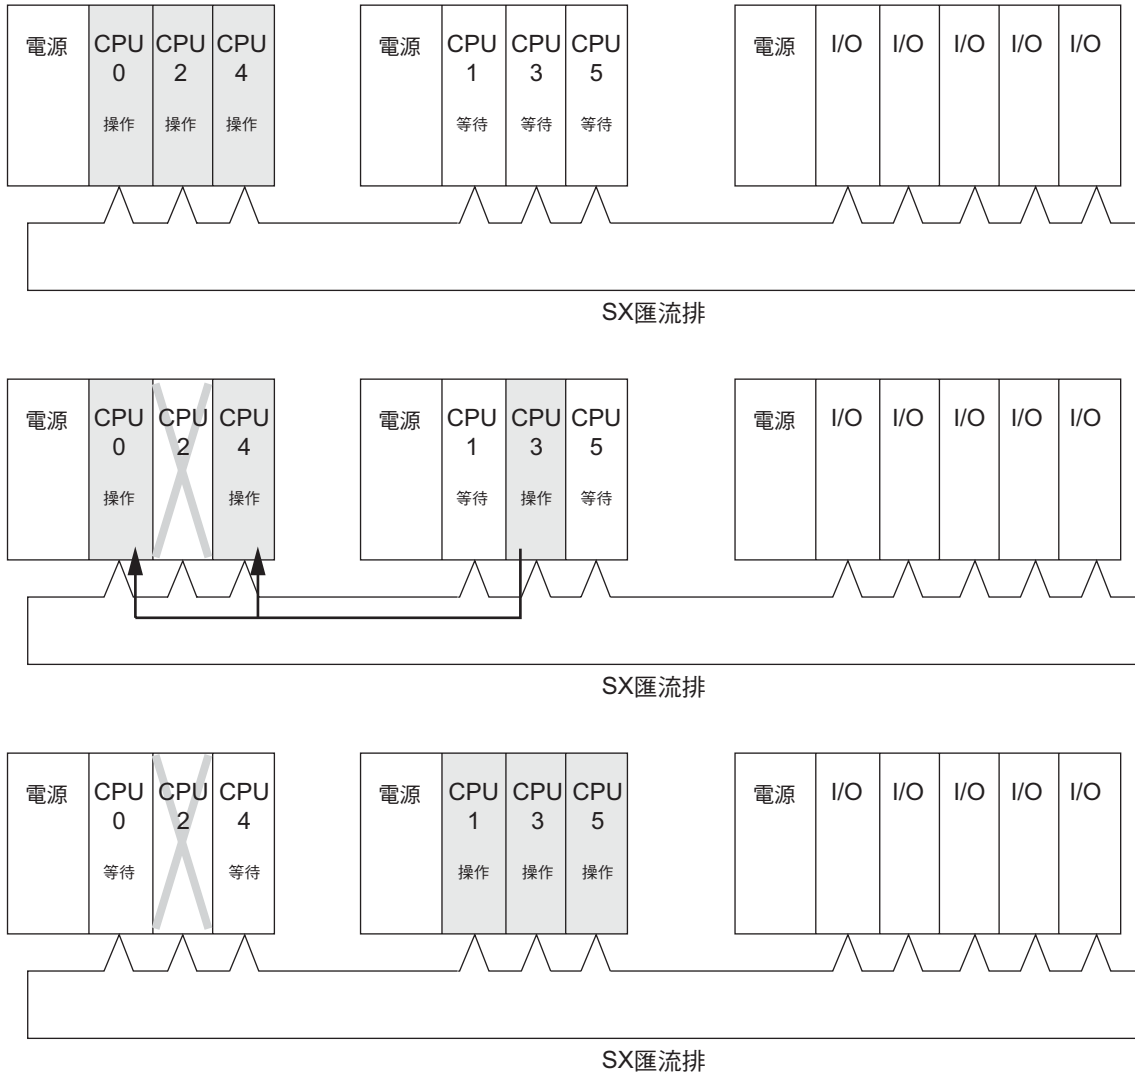 電源 CPU CPU CPU 電源 CPU CPU CPU 電源 I/O I/O I/O I/O I/O
0 2 4 1 3 5
操作 操作 操作 等待 等待 等待
SX匯流排
電源 CPU CPU CPU 電源 CPU CPU CPU 電源 I/O I/O I/O I/O I/O
0 2 4 1 3 5
操作 操作 等待 操作 等待
SX匯流排
電源 CPU CPU CPU 電源 CPU CPU CPU 電源 I/O I/O I/O I/O I/O
0 2 4 1 3 5
等待 等待 操作 操作 操作
SX匯流排